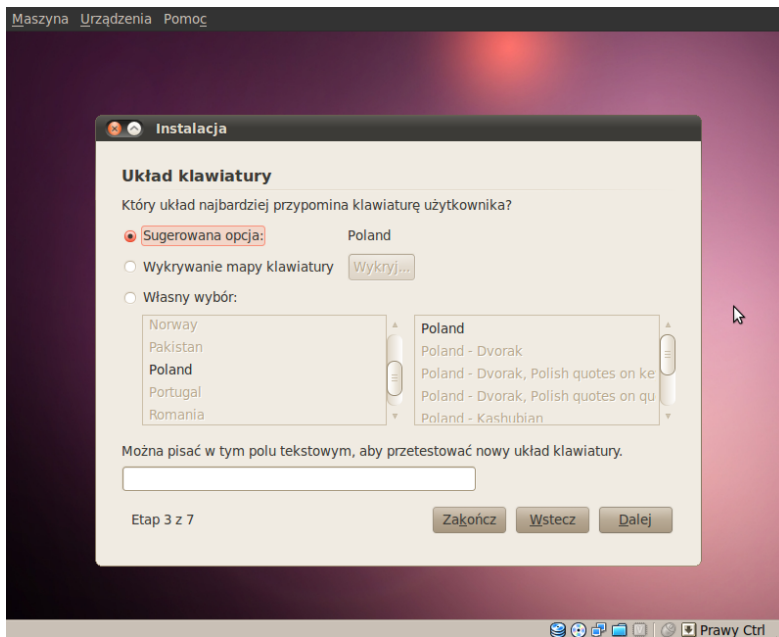 Maszyna Urządzenia Pomoc
Instalacja
Układ klawiatury
Który układ najbardziej przypomina klawiaturę użytkownika?
Sugerowana opcja: Poland
Wykrywanie mapy klawiatury Wykryj...
Własny wybór:
Norway
Pakistan
Poland
Portugal
Romania
Poland
Poland - Dvorak
Poland - Dvorak, Polish quotes on ke
Poland - Dvorak, Polish quotes on qu
Poland - Kashubian
Można pisać w tym polu tekstowym, aby przetestować nowy układ klawiatury.
Etap 3 z 7 Zakończ Wstecz Dalej
Prawy Ctrl